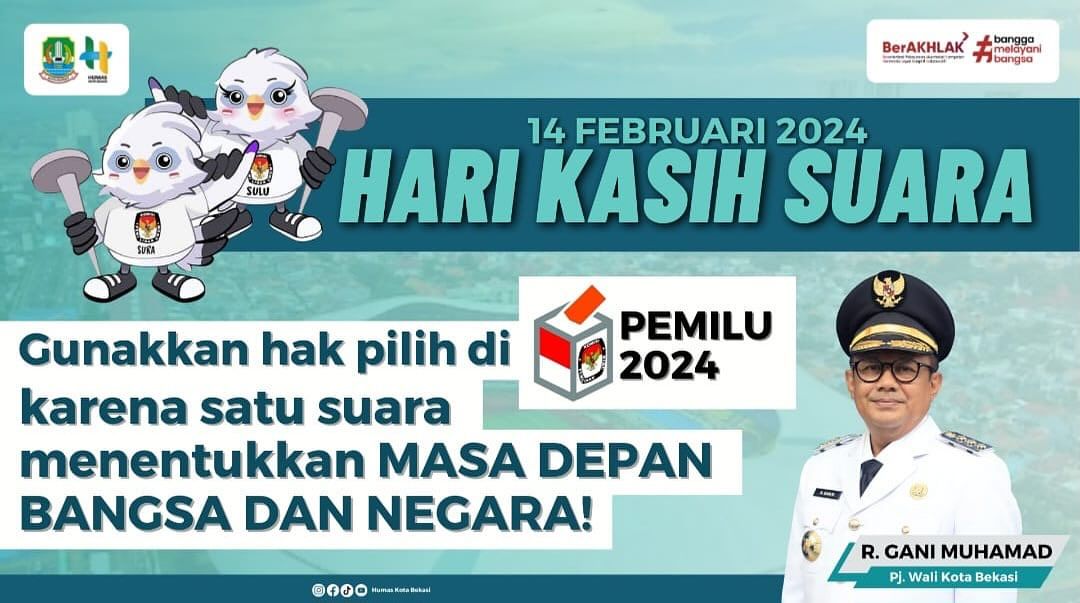 HUMAS
BerAKHLAK
#bangga
melayani
bangsa
14 FEBRUARI 2024
HARI KASIH SUARA
SULU
SURA
Gunakkan hak pilih di
PEMILU
2024
karena satu suara
menentukkan MASA DEPAN
BANGSA DAN NEGARA!
R. GANI MUHAMAD
Pj. Wali Kota Bekasi
Humas Kota Bekasi